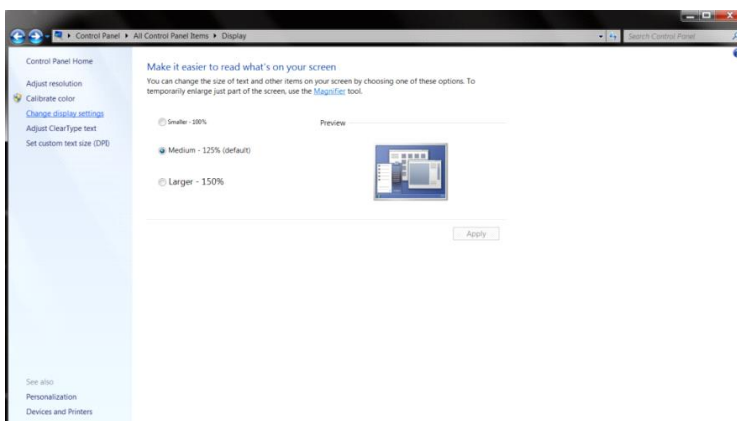 Control Panel ▸ All Control Panel Items ▸ Display
Search Control Panel
Control Panel Home
Adjust resolution
Calibrate color
Change display settings
Adjust ClearType text
Set custom text size (DPI)
Make it easier to read what's on your screen
You can change the size of text and other items on your screen by choosing one of these options. To
temporarily enlarge just part of the screen, use the Magnifier tool.
Smaller - 100%
Preview
Medium - 125% (default)
Larger - 150%
Apply
See also
Personalization
Devices and Printers